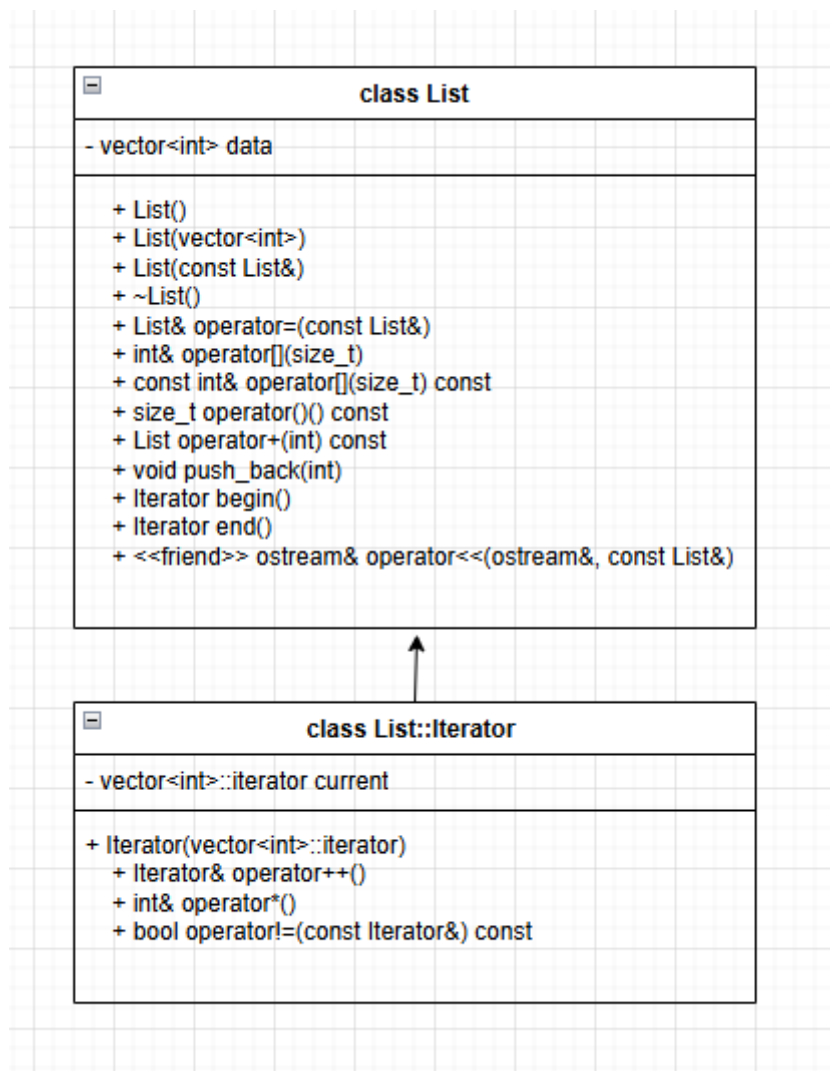 class List
- vector<int> data
+ List()
+ List(vector<int>)
+ List(const List&)
+ ~List()
+ List& operator=(const List&)
+ int& operator[](size_t)
+ const int& operator[](size_t) const
+ size_t operator()() const
+ List operator+(int) const
+ void push_back(int)
+ Iterator begin()
+ Iterator end()
+ <<friend>> ostream& operator<<(ostream&, const List&)
class List::Iterator
- vector<int>::iterator current
+ Iterator(vector<int>::iterator)
+ Iterator& operator++()
+ int& operator*()
+ bool operator!=(const Iterator&) const